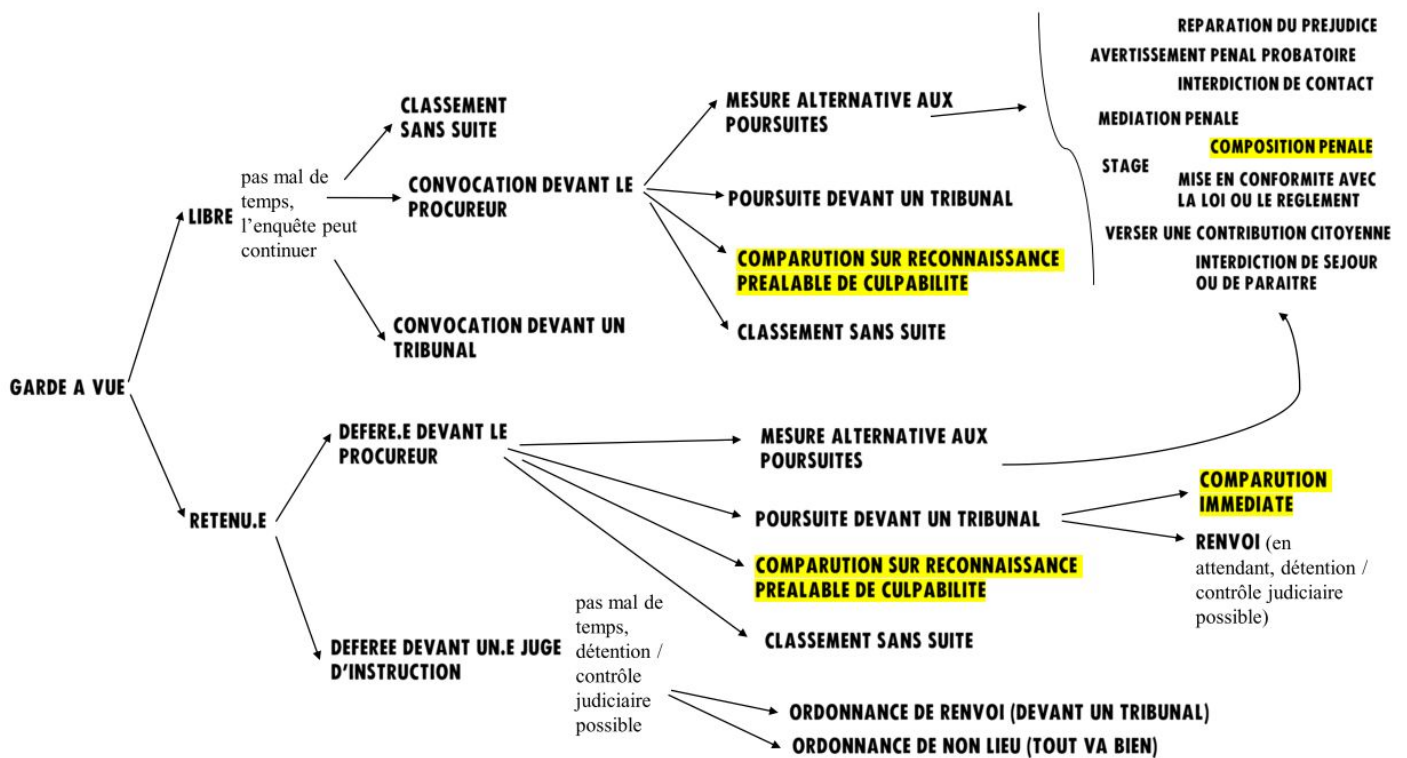 GARDE A VUE
LIBRE
pas mal de
temps,
l'enquête peut
continuer
CLASSEMENT
SANS SUITE
CONVOCATION DEVANT LE
PROCUREUR
CONVOCATION DEVANT UN
TRIBUNAL
MESURE ALTERNATIVE AUX
POURSUITES
POURSUITE DEVANT UN TRIBUNAL
COMPARUTION SUR RECONNAISSANCE
PREALABLE DE CULPABILITE
CLASSEMENT SANS SUITE
REPARATION DU PREJUDICE
AVERTISSEMENT PENAL PROBATOIRE
INTERDICTION DE CONTACT
MEDIATION PENALE
COMPOSITION PENALE
STAGE
MISE EN CONFORMITE AVEC
LA LOI OU LE REGLEMENT
VERSER UNE CONTRIBUTION CITOYENNE
INTERDICTION DE SEJOUR
OU DE PARAITRE
RETENU.E
DEFERE.E DEVANT LE
PROCUREUR
MESURE ALTERNATIVE AUX
POURSUITES
POURSUITE DEVANT UN TRIBUNAL
COMPARUTION
IMMEDIATE
RENVOI (en
attendant, détention /
contrôle judiciaire
possible)
COMPARUTION SUR RECONNAISSANCE
PREALABLE DE CULPABILITE
CLASSEMENT SANS SUITE
DEFEREE DEVANT UN.E JUGE
D'INSTRUCTION
pas mal de
temps,
détention /
contrôle
judiciaire
possible
ORDONNANCE DE RENVOI (DEVANT UN TRIBUNAL)
ORDONNANCE DE NON LIEU (TOUT VA BIEN)